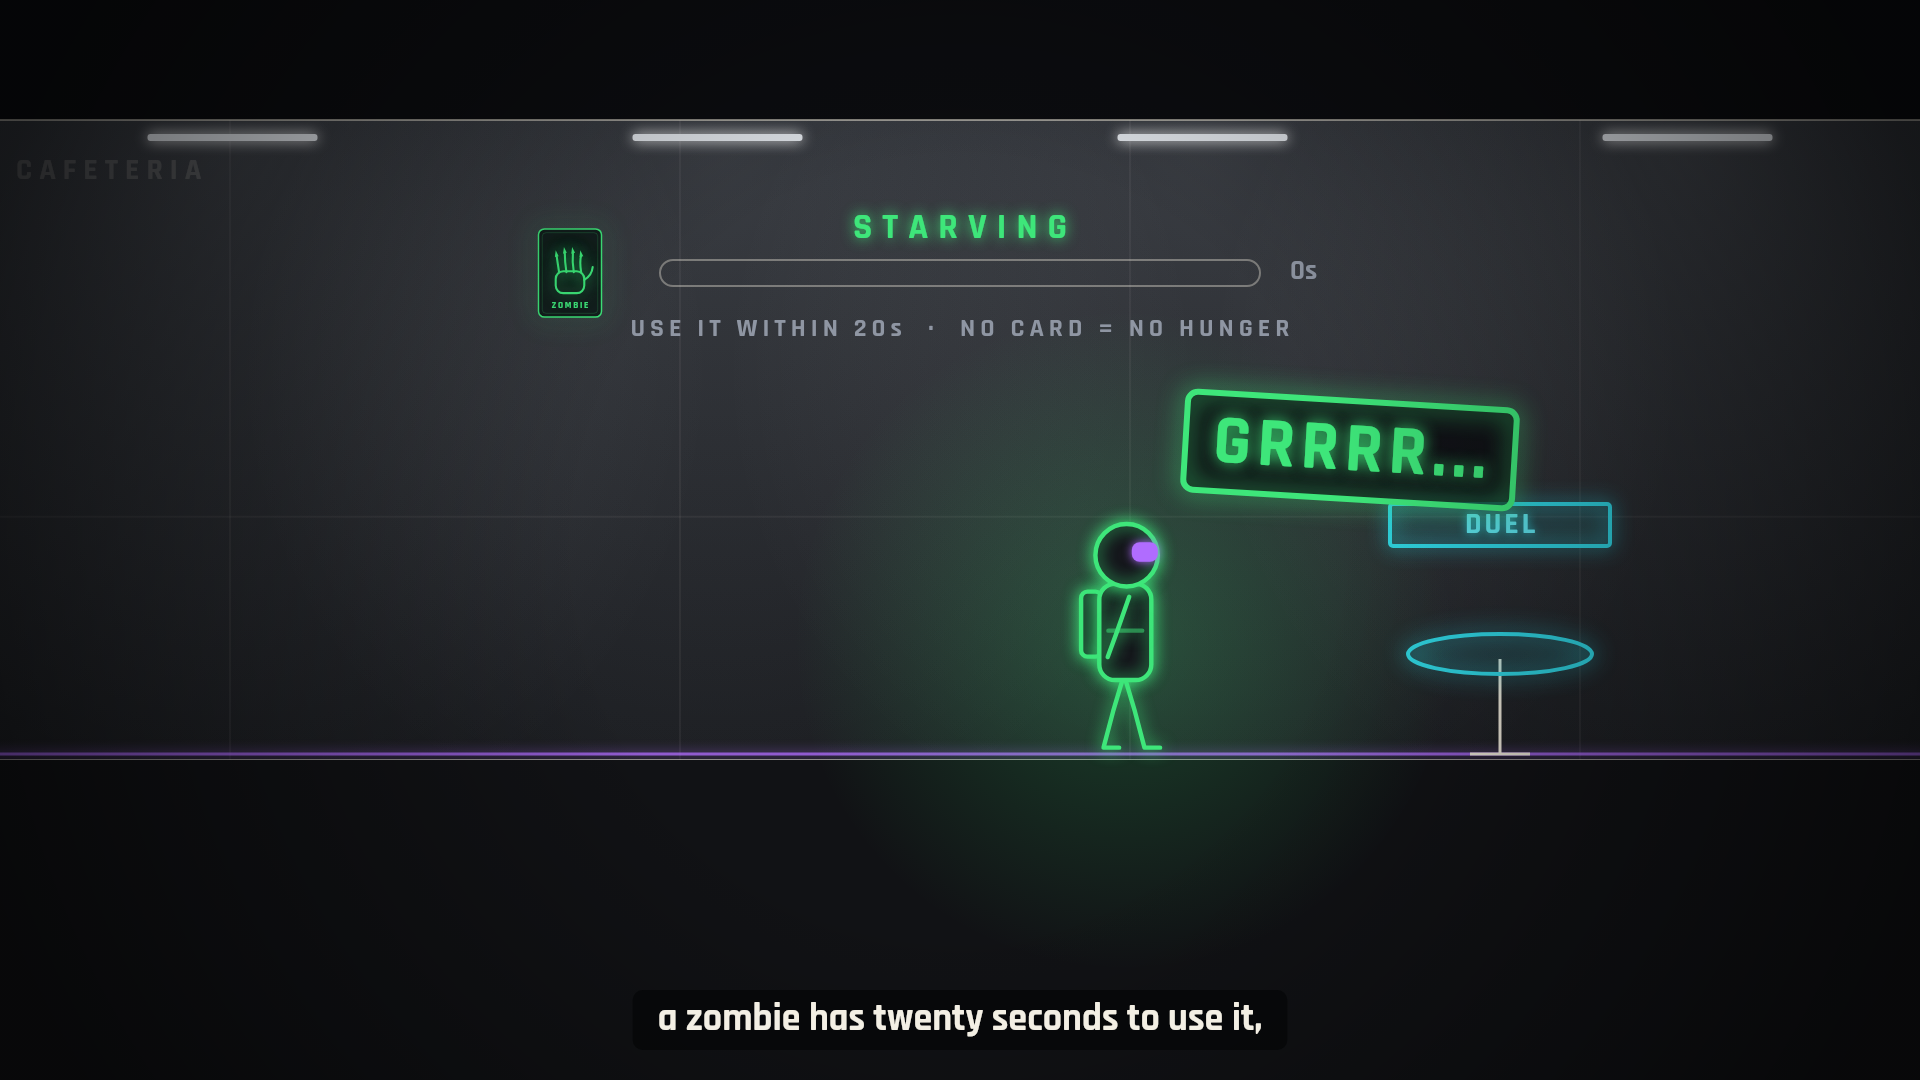 CAFETERIA
STARVING
ZOMBIE
0s
USE IT WITHIN 20s · NO CARD = NO HUNGER
GRRRR...
DUEL
a zombie has twenty seconds to use it,